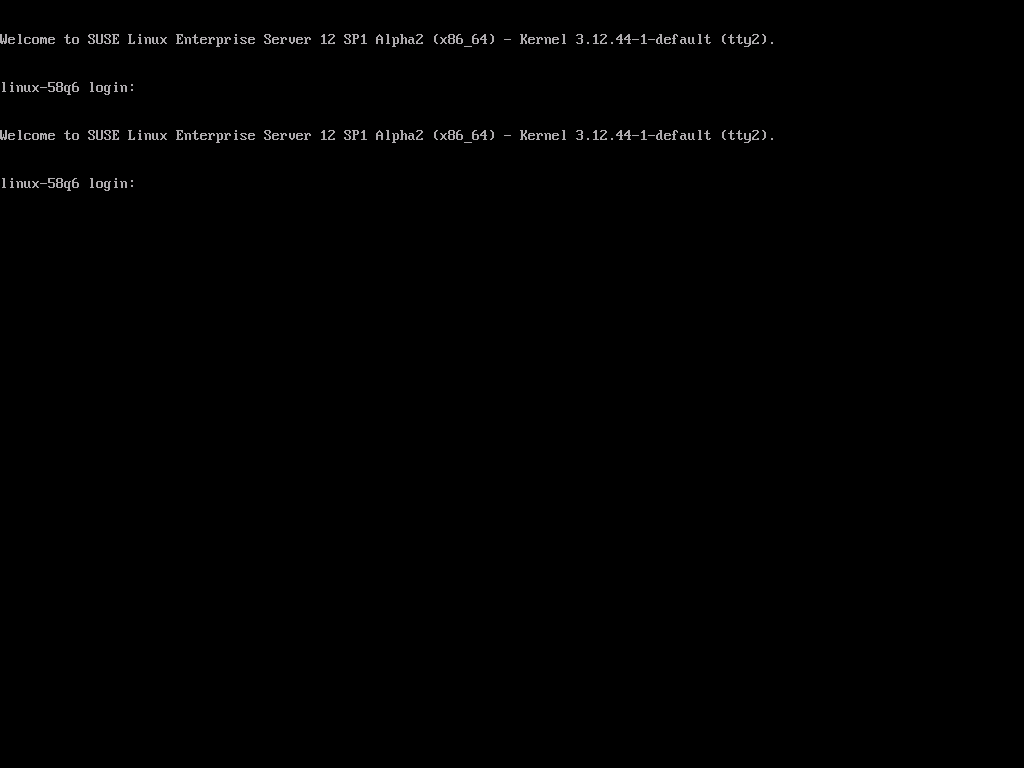 Welcome to SUSE Linux Enterprise Server 12 SP1 Alpha2 (x86_64) - Kernel 3.12.44-1-default (tty2).
linux-58q6 login:
Welcome to SUSE Linux Enterprise Server 12 SP1 Alpha2 (x86_64) - Kernel 3.12.44-1-default (tty2).
linux-58q6 login: